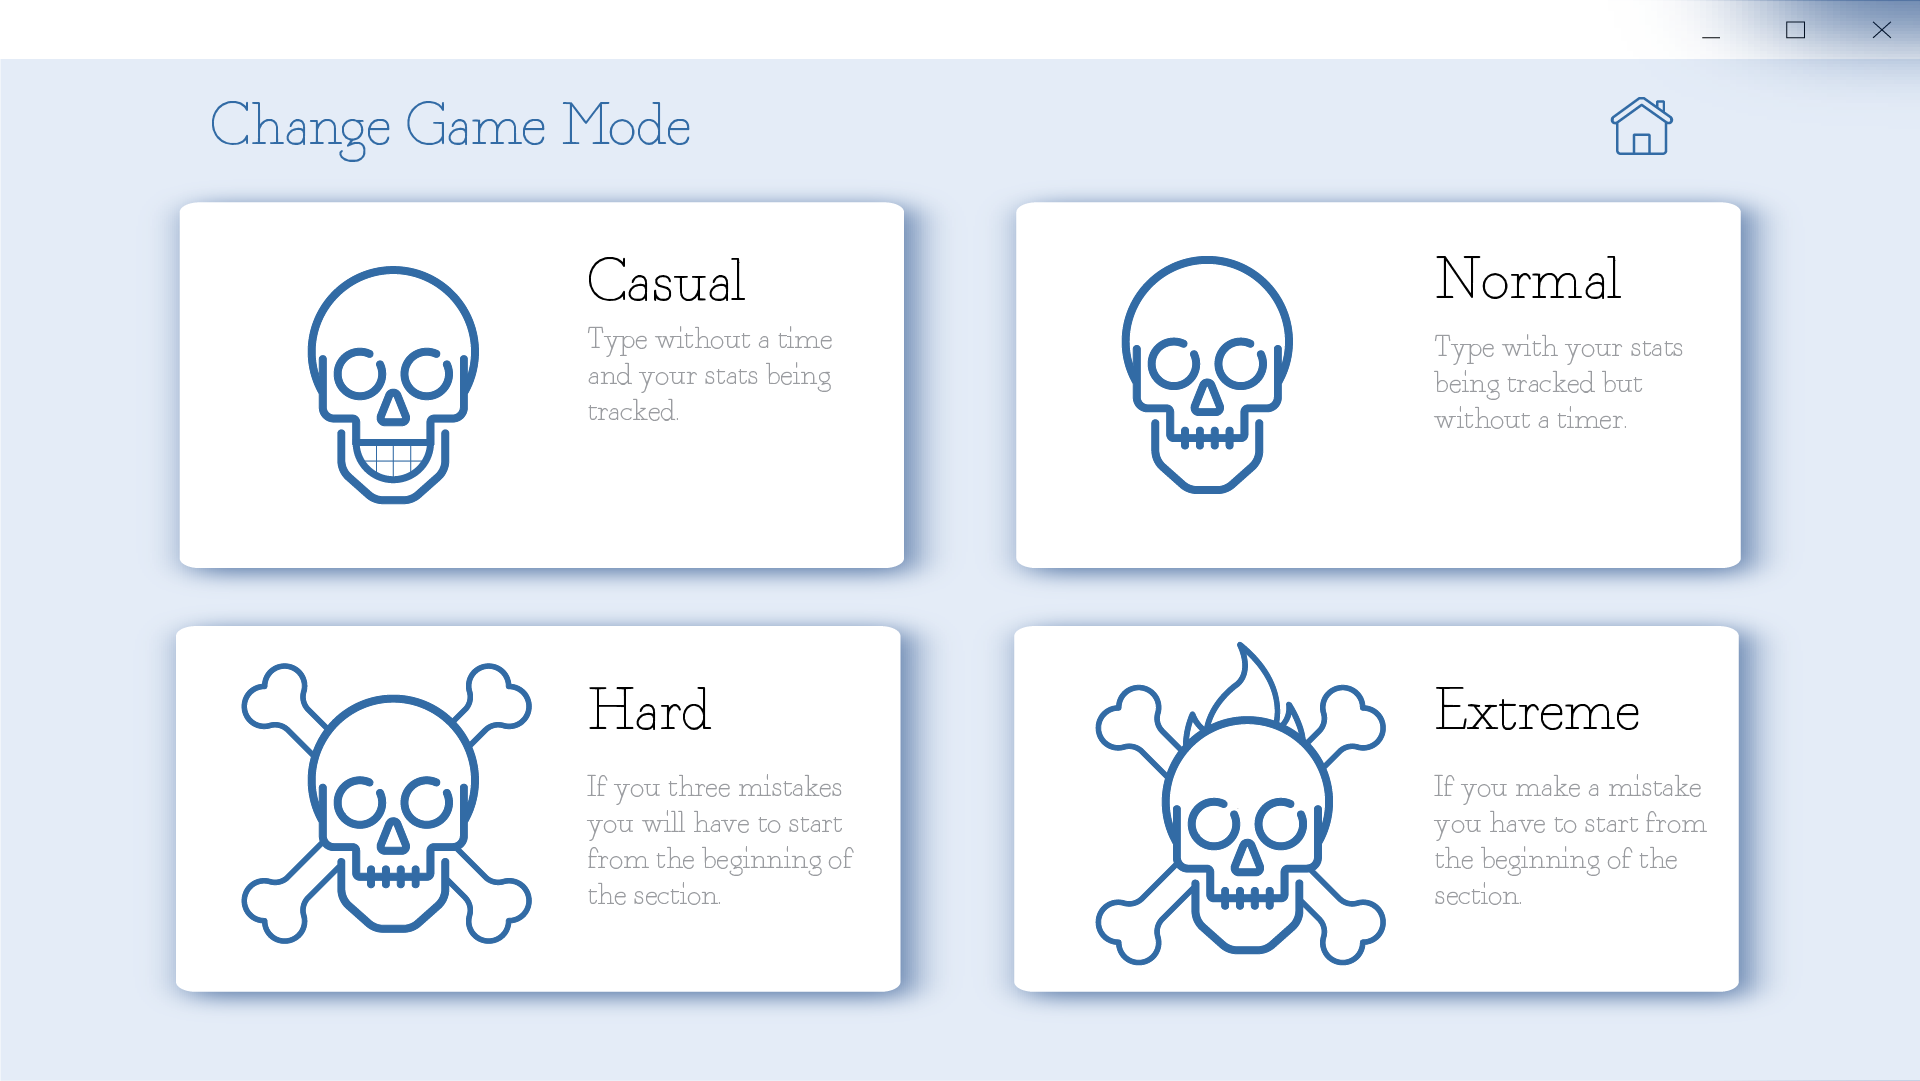 Change Game Mode
Casual
Type without a time
and your stats being
tracked.
Normal
Type with your stats
being tracked but
without a timer.
Hard
If you three mistakes
you will have to start
from the beginning of
the section.
Extreme
If you make a mistake
you have to start from
the beginning of the
section.